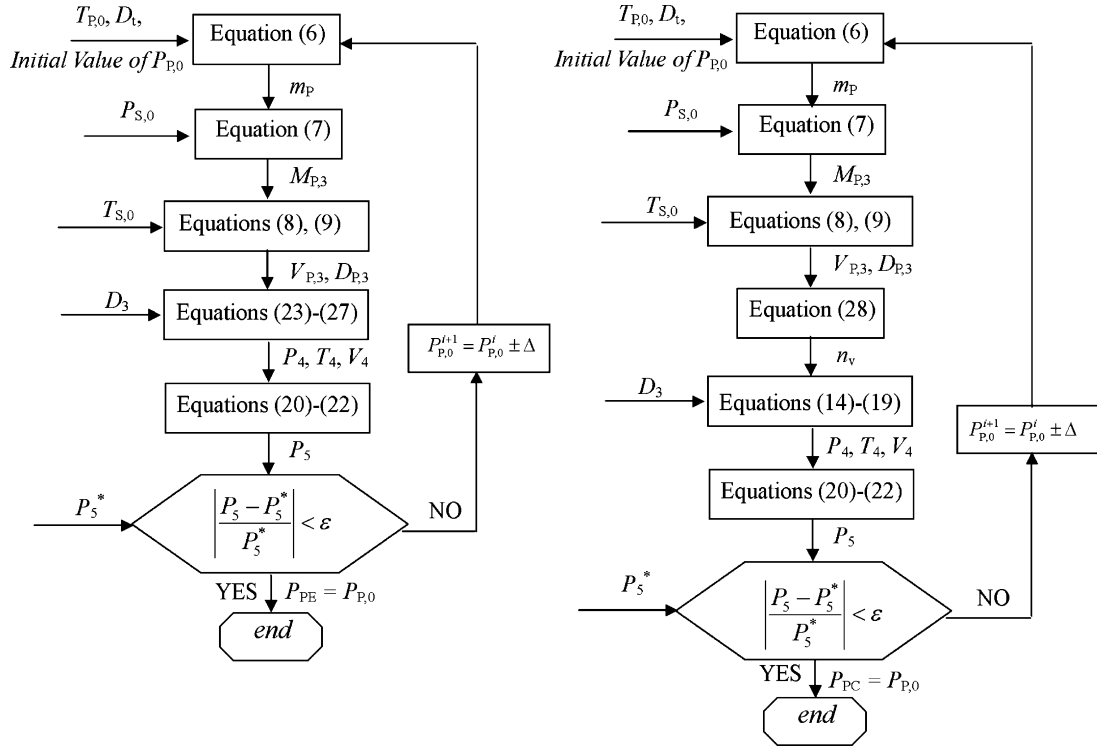 T_P,0, D_t,
Initial Value of P_P,0
Equation (6)
m_P
P_S,0
Equation (7)
M_P,3
T_S,0
Equations (8), (9)
V_P,3, D_P,3
D_3
Equations (23)-(27)
P_4, T_4, V_4
Equations (20)-(22)
P_5
P_5*
|(P_5 − P_5^*)/P_5^*| < ε
NO
P_P,0^{i+1} = P_P,0^i ± Δ
YES
P_PE = P_P,0
end
T_P,0, D_t,
Initial Value of P_P,0
Equation (6)
m_P
P_S,0
Equation (7)
M_P,3
T_S,0
Equations (8), (9)
V_P,3, D_P,3
Equation (28)
n_v
D_3
Equations (14)-(19)
P_4, T_4, V_4
Equations (20)-(22)
P_5
P_5*
|(P_5 − P_5^*)/P_5^*| < ε
NO
P_P,0^{i+1} = P_P,0^i ± Δ
YES
P_PC = P_P,0
end